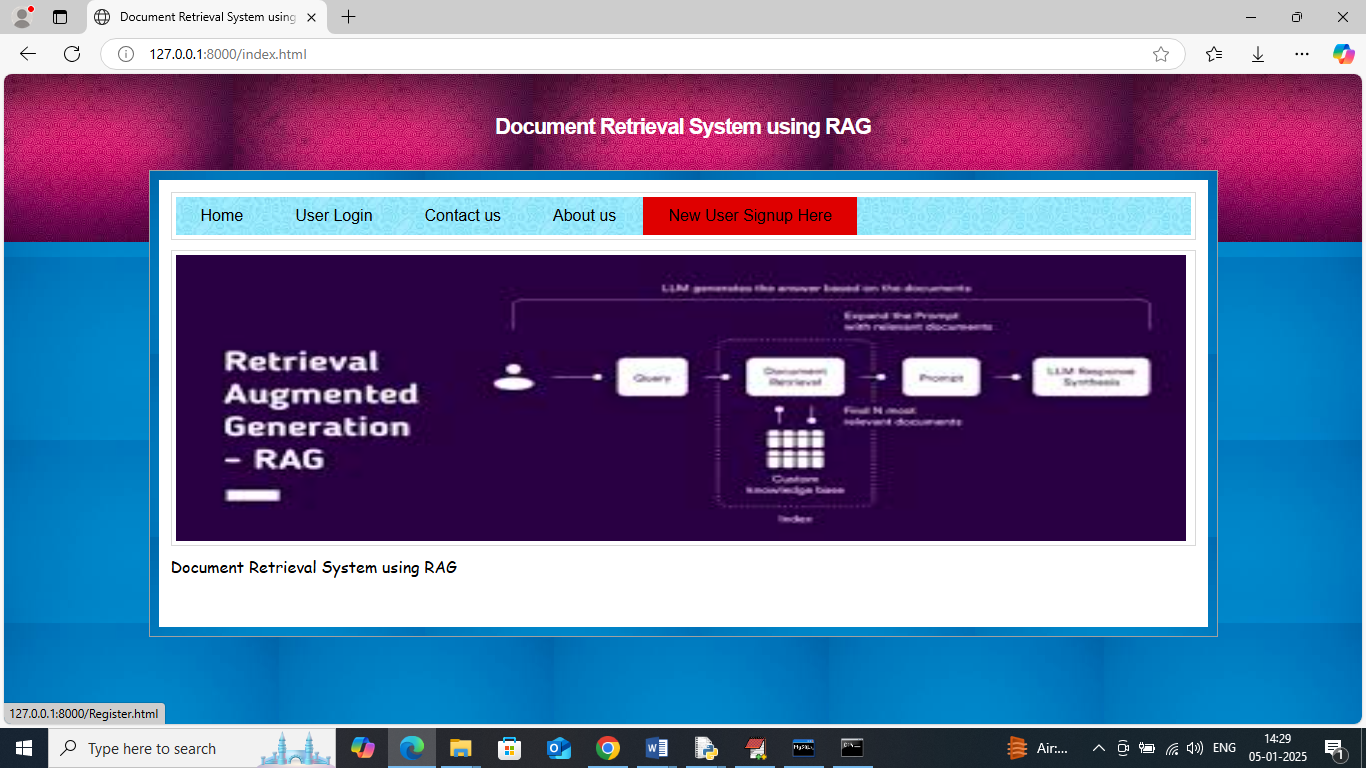 Document Retrieval System using
127.0.0.1:8000/index.html
Document Retrieval System using RAG
Home User Login Contact us About us New User Signup Here
LLM generates the answer based on the documents
Expand the Prompt
with relevant documents
Retrieval
Augmented
Generation
- RAG
Query
Document
Retrieval
Prompt
LLM Response
Synthesis
Find N most
relevant documents
Custom
knowledge base
Index
Document Retrieval System using RAG
127.0.0.1:8000/Register.html
Type here to search
Air:...
ENG
14:29
05-01-2025
1